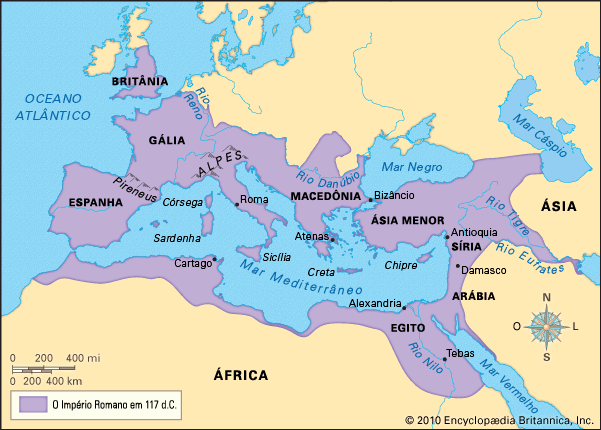 BRITÂNIA
OCEANO
ATLÂNTICO
Rio
Reno
GÁLIA
ALPES
Pireneus
ESPANHA
Córsega
Sardenha
Roma
Rio Danúbio
MACEDÔNIA
Mar Negro
Bizâncio
Mar Cáspio
ÁSIA
ÁSIA MENOR
Atenas
Antioquia
Rio Tigre
SÍRIA
Rio Eufrates
Sicília
Cartago
Creta
Chipre
Damasco
Mar Mediterrâneo
ARÁBIA
Alexandria
EGITO
Rio Nilo
Tebas
Mar Vermelho
N
O
L
S
ÁFRICA
0 200 400 mi
0 200 400 km
O Império Romano em 117 d.C.
© 2010 Encyclopædia Britannica, Inc.